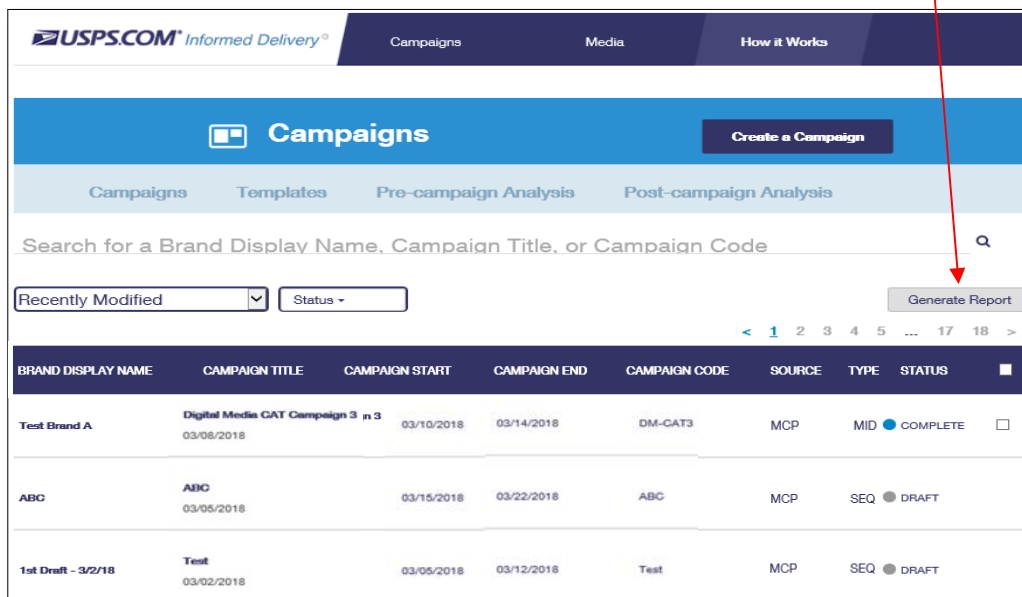 USPS.COM® Informed Delivery®
Campaigns Media How it Works
Campaigns Create a Campaign
Campaigns Templates Pre-campaign Analysis Post-campaign Analysis
Search for a Brand Display Name, Campaign Title, or Campaign Code
Recently Modified Status Generate Report
< 1 2 3 4 5 ... 17 18 >
BRAND DISPLAY NAME CAMPAIGN TITLE CAMPAIGN START CAMPAIGN END CAMPAIGN CODE SOURCE TYPE STATUS
Test Brand A Digital Media CAT Campaign 3 n 3 03/10/2018 03/14/2018 DM-CAT3 MCP MID COMPLETE
03/08/2018
ABC ABC 03/15/2018 03/22/2018 ABC MCP SEQ DRAFT
03/05/2018
1st Draft - 3/2/18 Test 03/05/2018 03/12/2018 Test MCP SEQ DRAFT
03/02/2018